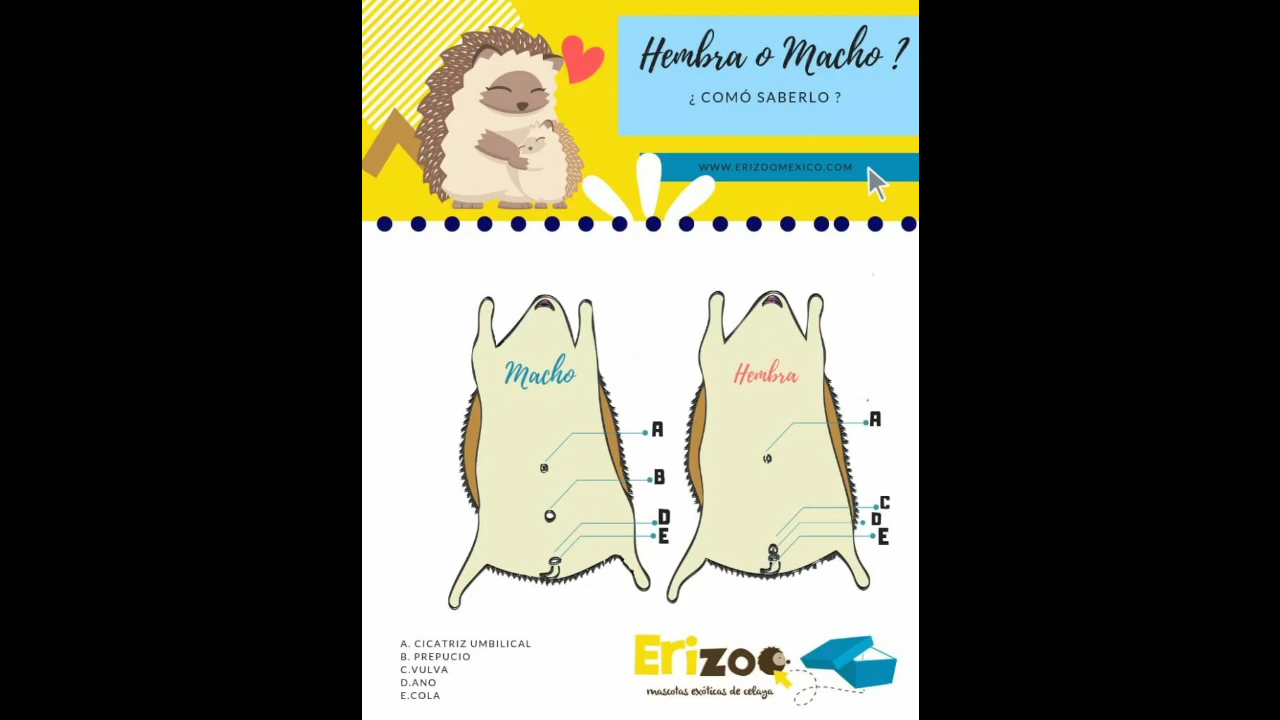 Hembra o Macho ?
¿ COMÓ SABERLO ?
WWW.ERIZOOMEXICO.COM
Macho
Hembra
A
A
B
C
D
D
E
E
A. CICATRIZ UMBILICAL
B. PREPUCIO
C.VULVA
D.ANO
E.COLA
Erizoo
mascotas exóticas de celaya